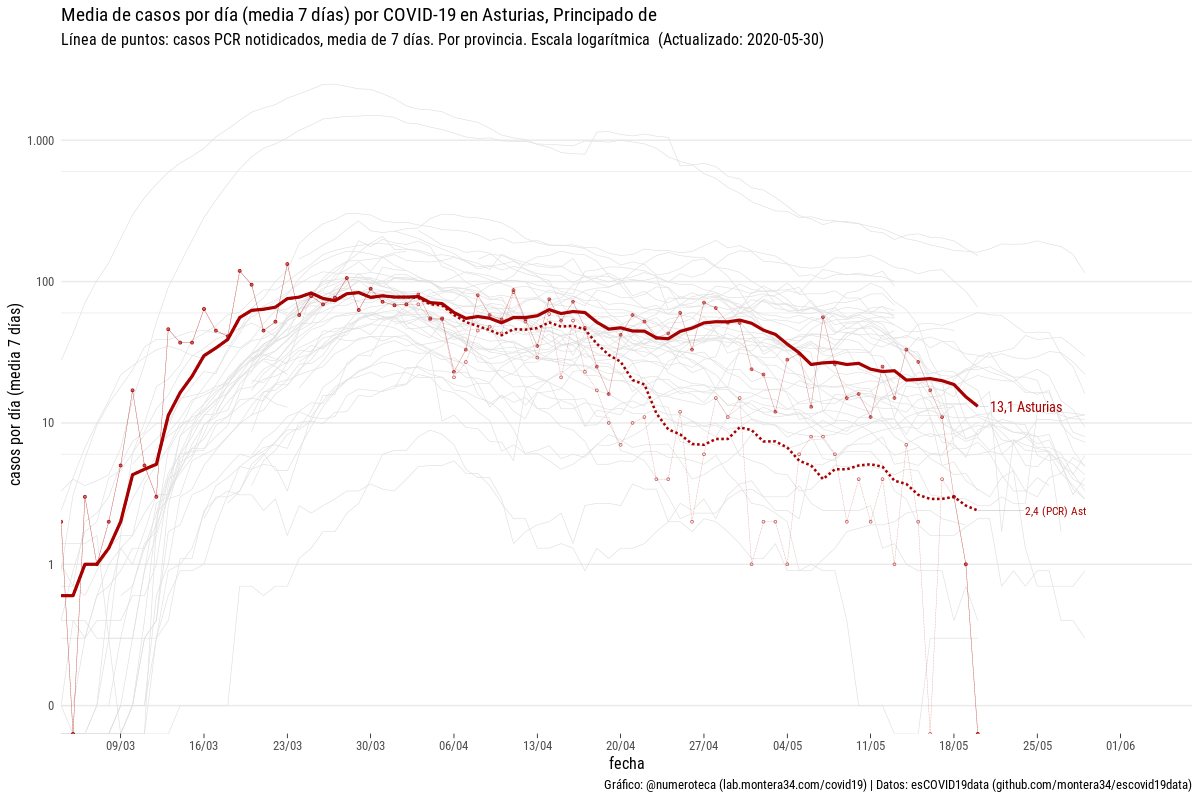 Media de casos por día (media 7 días) por COVID-19 en Asturias, Principado de
Línea de puntos: casos PCR notidicados, media de 7 días. Por provincia. Escala logarítmica (Actualizado: 2020-05-30)
casos por día (media 7 días)
1.000
100
10
1
0
13,1 Asturias
2,4 (PCR) Ast
09/03
16/03
23/03
30/03
06/04
13/04
20/04
27/04
04/05
11/05
18/05
25/05
01/06
fecha
Gráfico: @numeroteca (lab.montera34.com/covid19) | Datos: esCOVID19data (github.com/montera34/escovid19data)